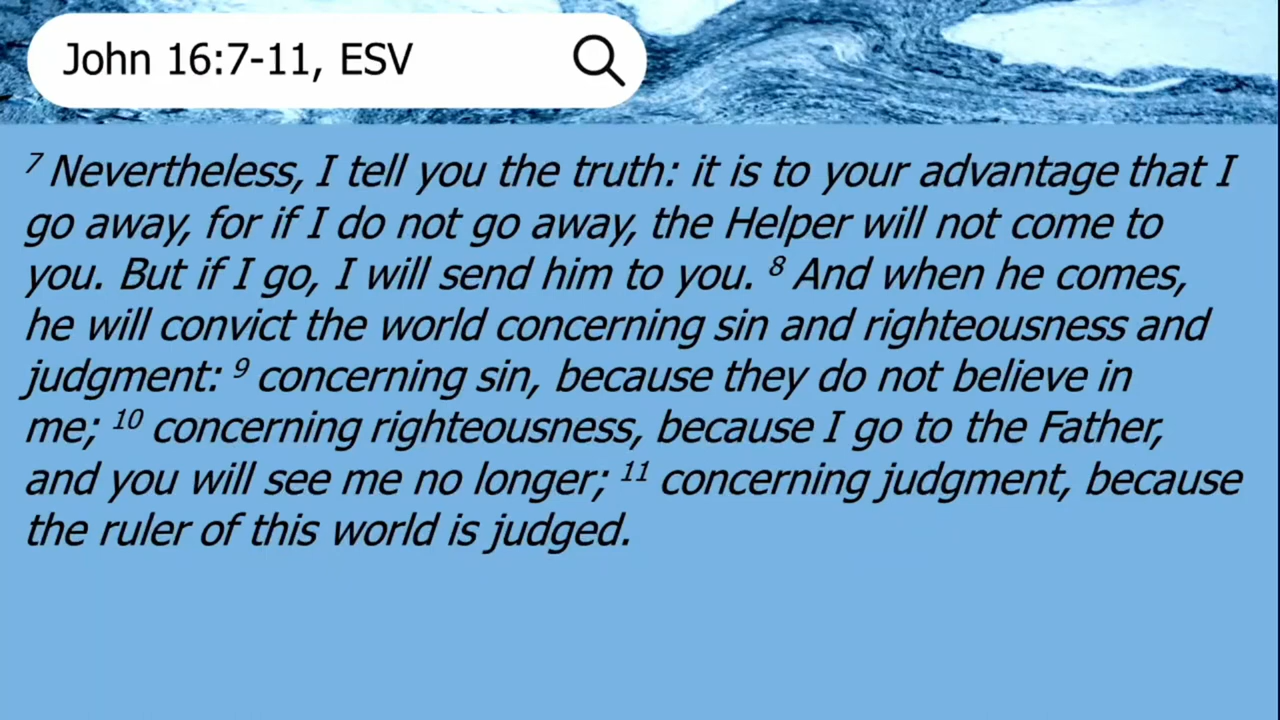 John 16:7-11, ESV
7 Nevertheless, I tell you the truth: it is to your advantage that I
go away, for if I do not go away, the Helper will not come to
you. But if I go, I will send him to you. 8 And when he comes,
he will convict the world concerning sin and righteousness and
judgment: 9 concerning sin, because they do not believe in
me; 10 concerning righteousness, because I go to the Father,
and you will see me no longer; 11 concerning judgment, because
the ruler of this world is judged.